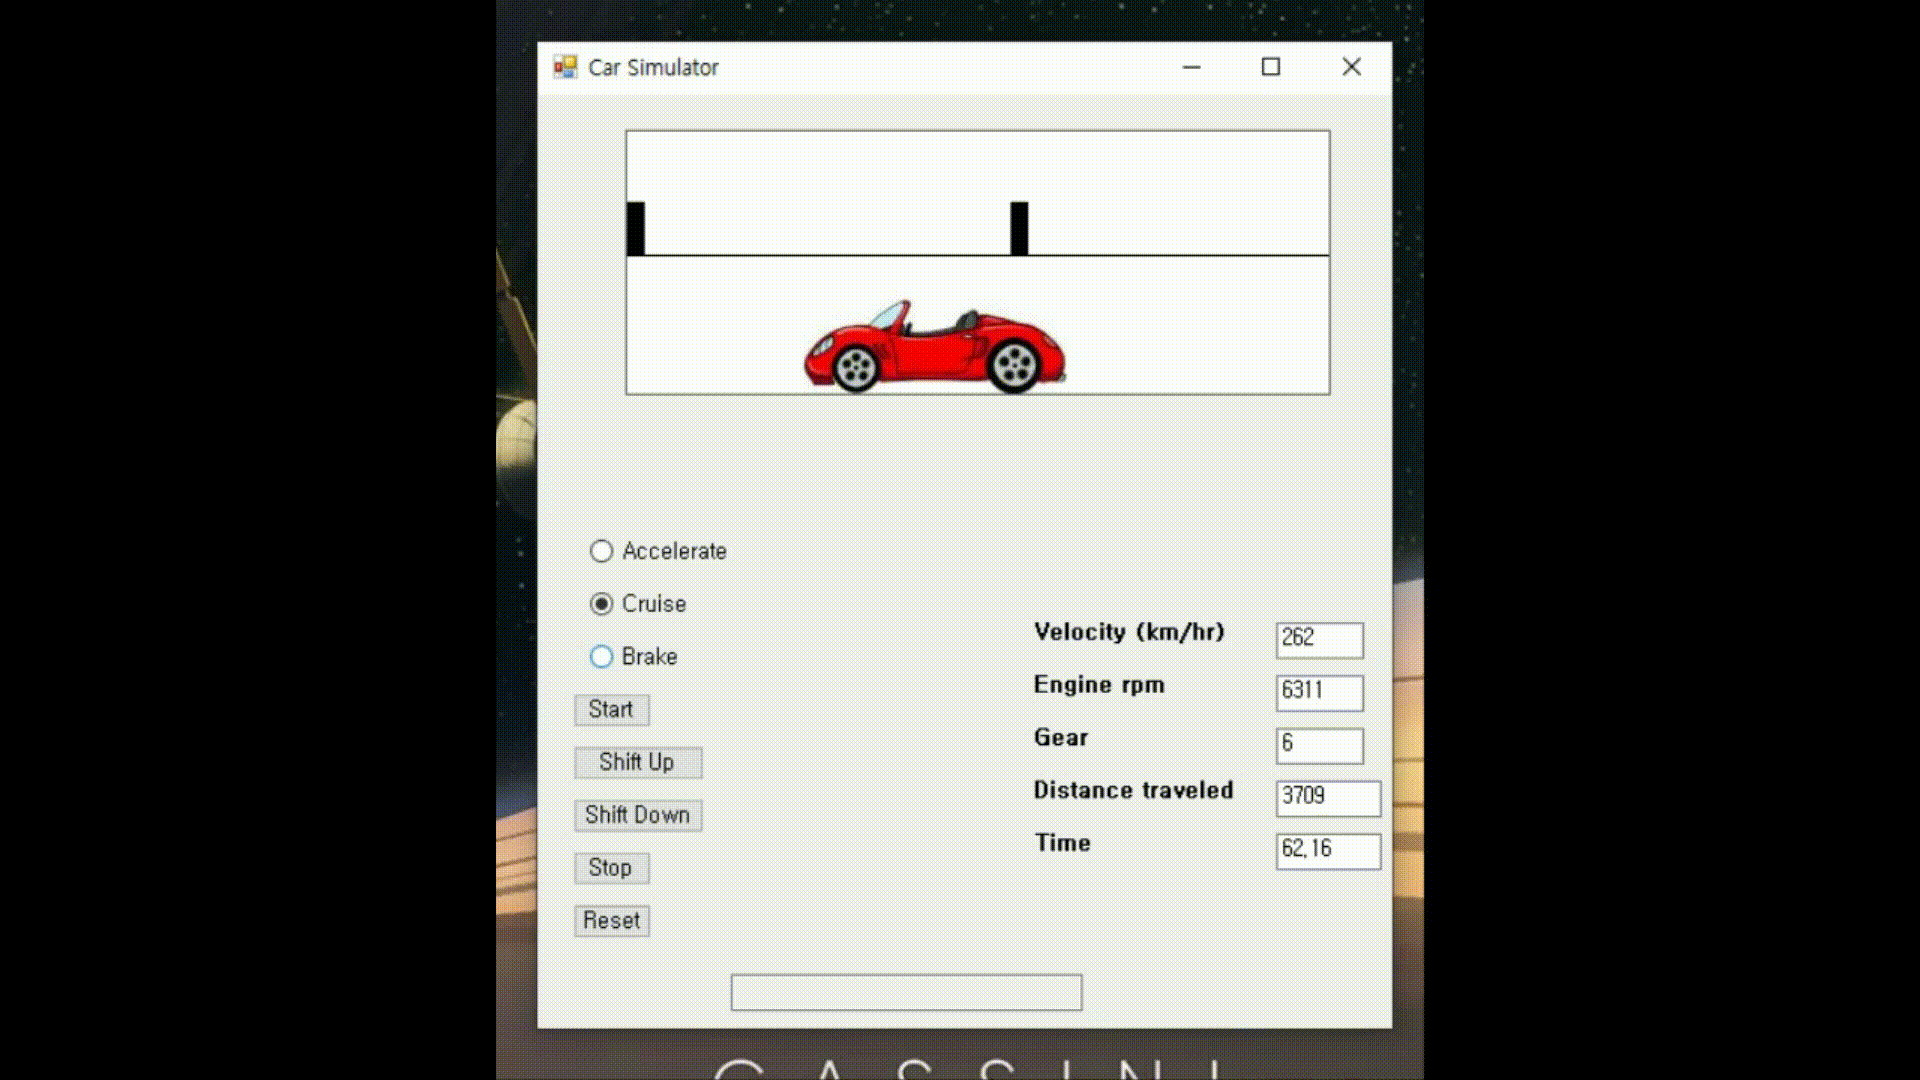 Car Simulator
Accelerate
Cruise
Brake
Start
Shift Up
Shift Down
Stop
Reset
Velocity (km/hr) 262
Engine rpm 6311
Gear 6
Distance traveled 3709
Time 62,16
CASSINI